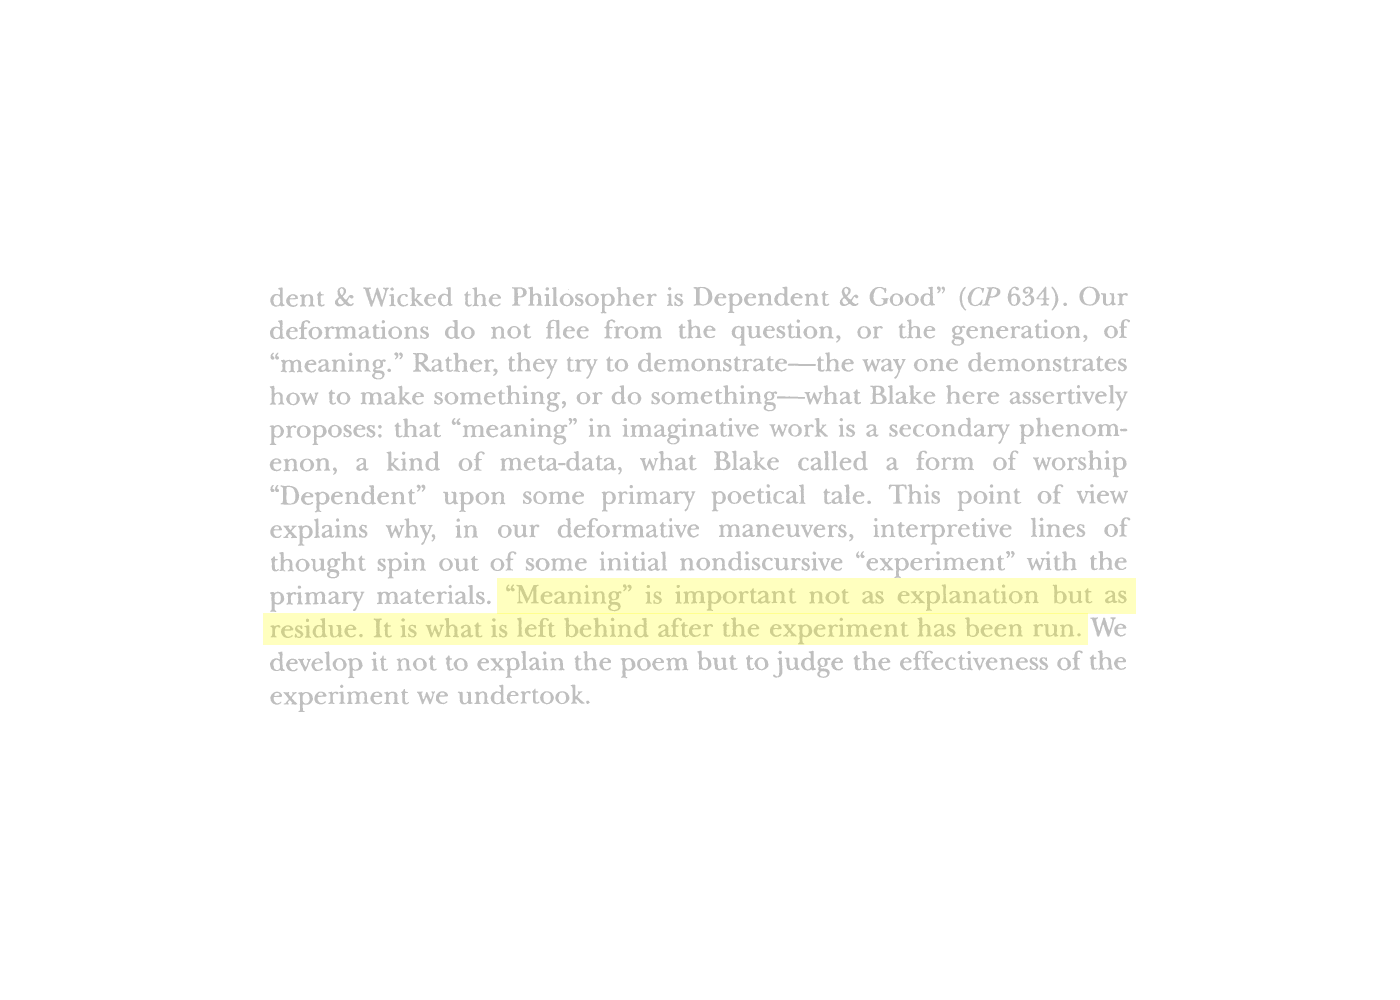 dent & Wicked the Philosopher is Dependent & Good” (CP 634). Our
deformations do not flee from the question, or the generation, of
“meaning.” Rather, they try to demonstrate—the way one demonstrates
how to make something, or do something—what Blake here assertively
proposes: that “meaning” in imaginative work is a secondary phenom-
enon, a kind of meta-data, what Blake called a form of worship
“Dependent” upon some primary poetical tale. This point of view
explains why, in our deformative maneuvers, interpretive lines of
thought spin out of some initial nondiscursive “experiment” with the
primary materials. “Meaning” is important not as explanation but as
residue. It is what is left behind after the experiment has been run. We
develop it not to explain the poem but to judge the effectiveness of the
experiment we undertook.